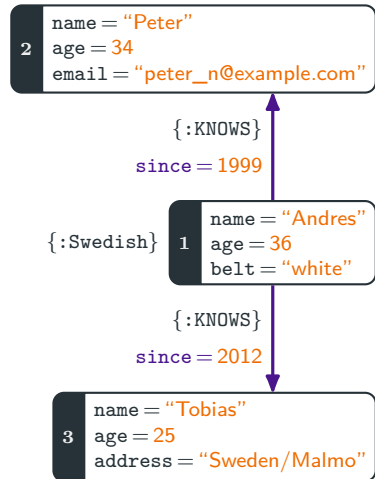 2
name = “Peter”
age = 34
email = “peter_n@example.com”
{:KNOWS}
since = 1999
{:Swedish}
1
name = “Andres”
age = 36
belt = “white”
{:KNOWS}
since = 2012
3
name = “Tobias”
age = 25
address = “Sweden/Malmo”